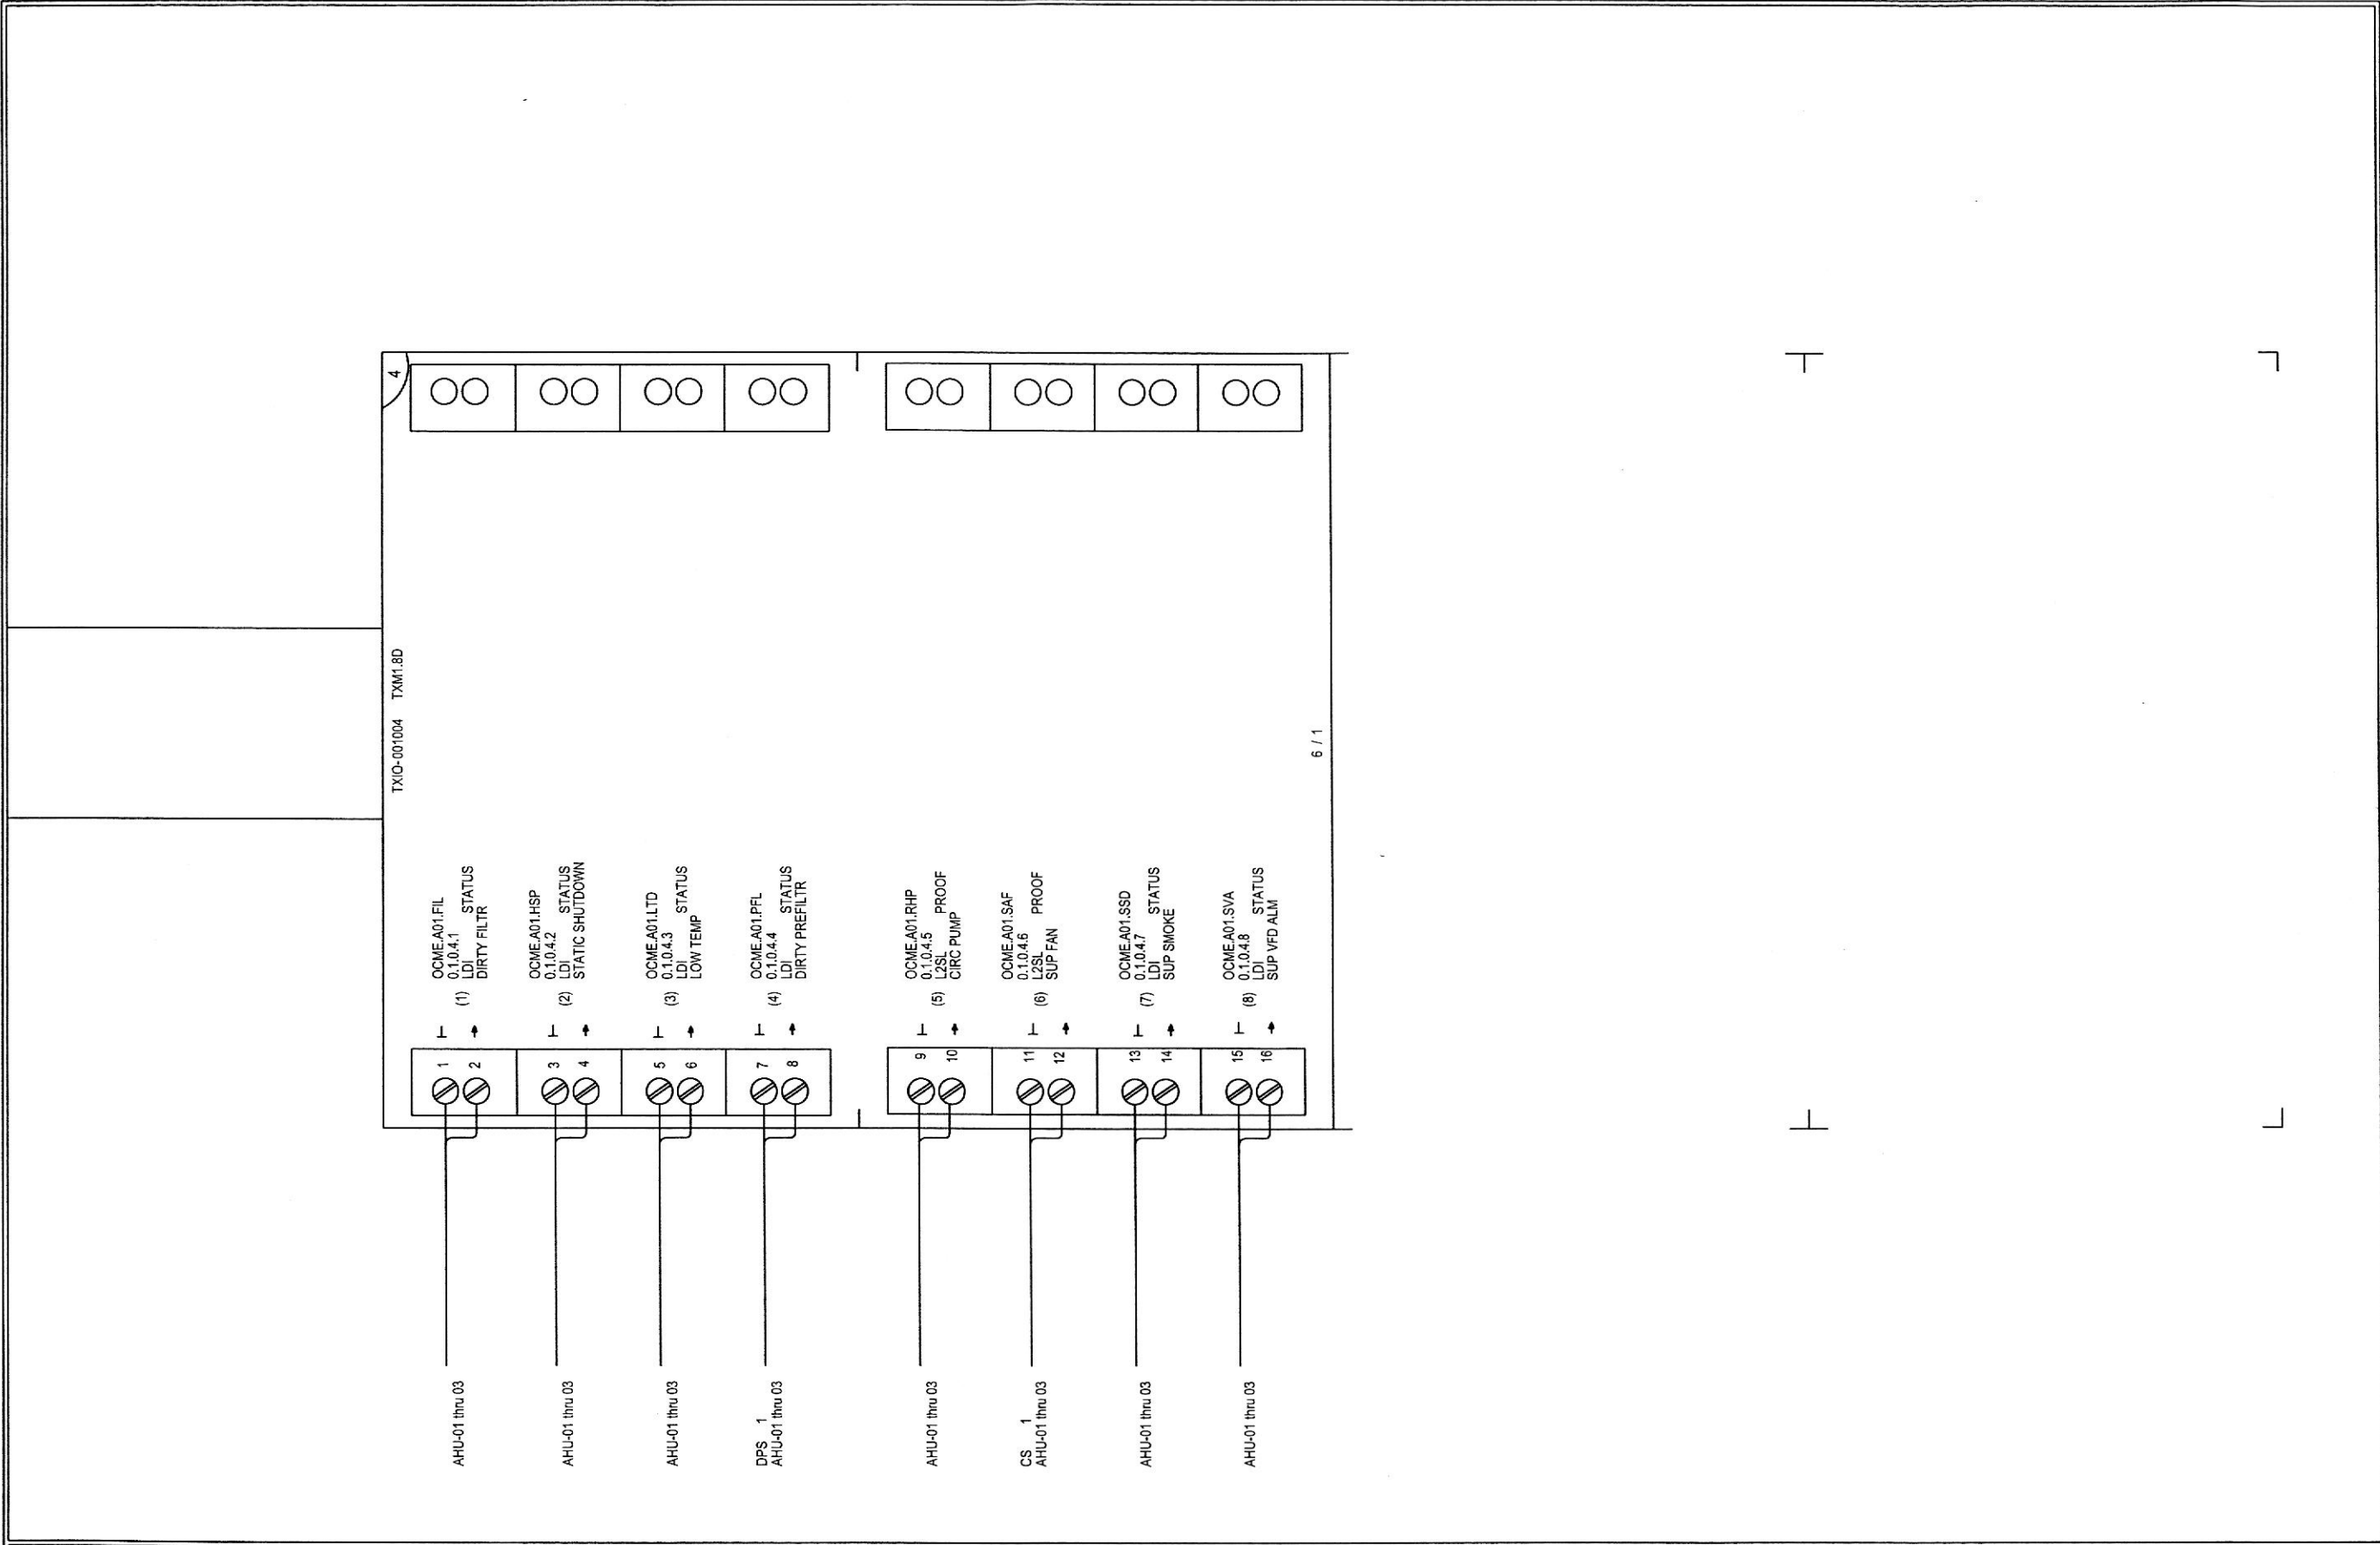 4
TXIO-001004 TXM1.8D
OCME.A01.FIL
0.1.0.4.1
(1) LDI STATUS
DIRTY FILTR
1
2
AHU-01 thru 03
OCME.A01.HSP
0.1.0.4.2
(2) LDI STATUS
STATIC SHUTDOWN
3
4
AHU-01 thru 03
OCME.A01.LTD
0.1.0.4.3
(3) LDI STATUS
LOW TEMP
5
6
AHU-01 thru 03
OCME.A01.PFL
0.1.0.4.4
(4) LDI STATUS
DIRTY PREFILTR
7
8
DPS 1
AHU-01 thru 03
OCME.A01.RHP
0.1.0.4.5
(5) L2SL PROOF
CIRC PUMP
9
10
AHU-01 thru 03
OCME.A01.SAF
0.1.0.4.6
(6) L2SL PROOF
SUP FAN
11
12
CS 1
AHU-01 thru 03
OCME.A01.SSD
0.1.0.4.7
(7) LDI STATUS
SUP SMOKE
13
14
AHU-01 thru 03
OCME.A01.SVA
0.1.0.4.8
(8) LDI STATUS
SUP VFD ALM
15
16
AHU-01 thru 03
6 / 1